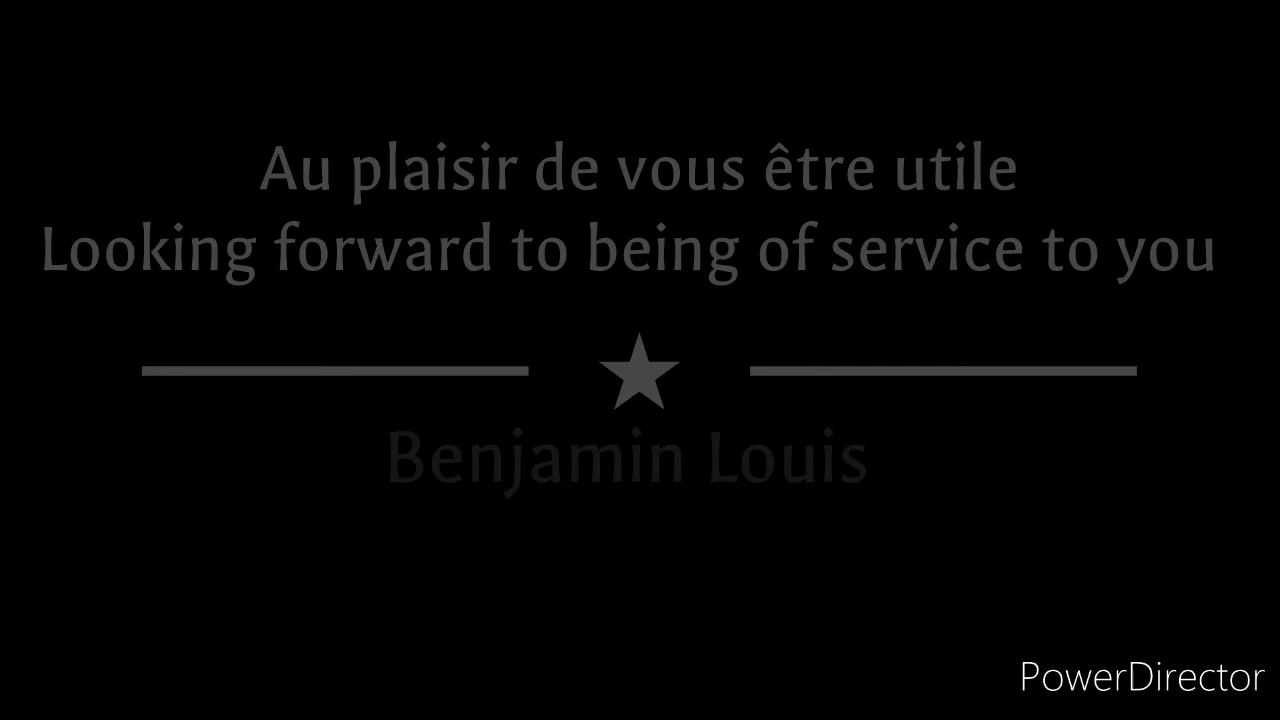 Au plaisir de vous être utile
Looking forward to being of service to you
Benjamin Louis
PowerDirector